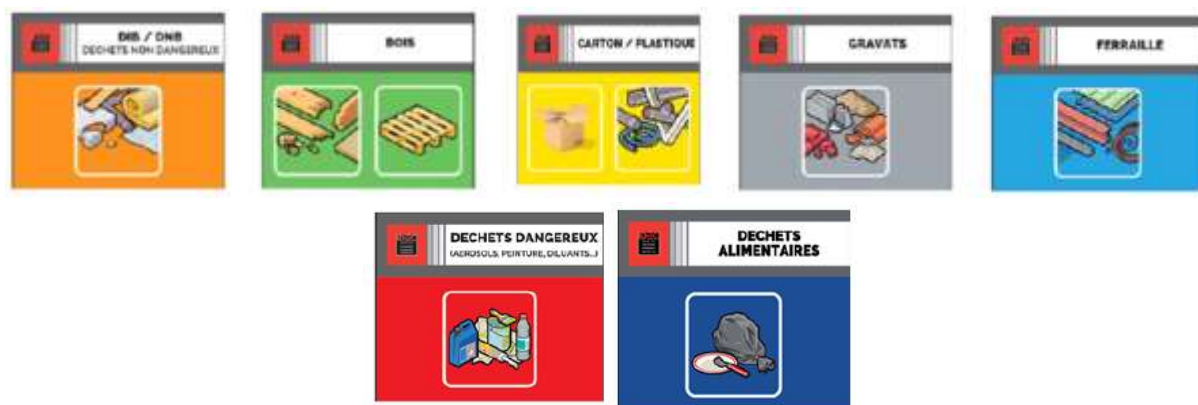 DIB / DNB
DECHETS NON DANGEREUX
BOIS
CARTON / PLASTIQUE
GRAVATS
FERRAILLE
DECHETS DANGEREUX
(AEROSOLS, PEINTURE, DILUANTS...)
DECHETS
ALIMENTAIRES